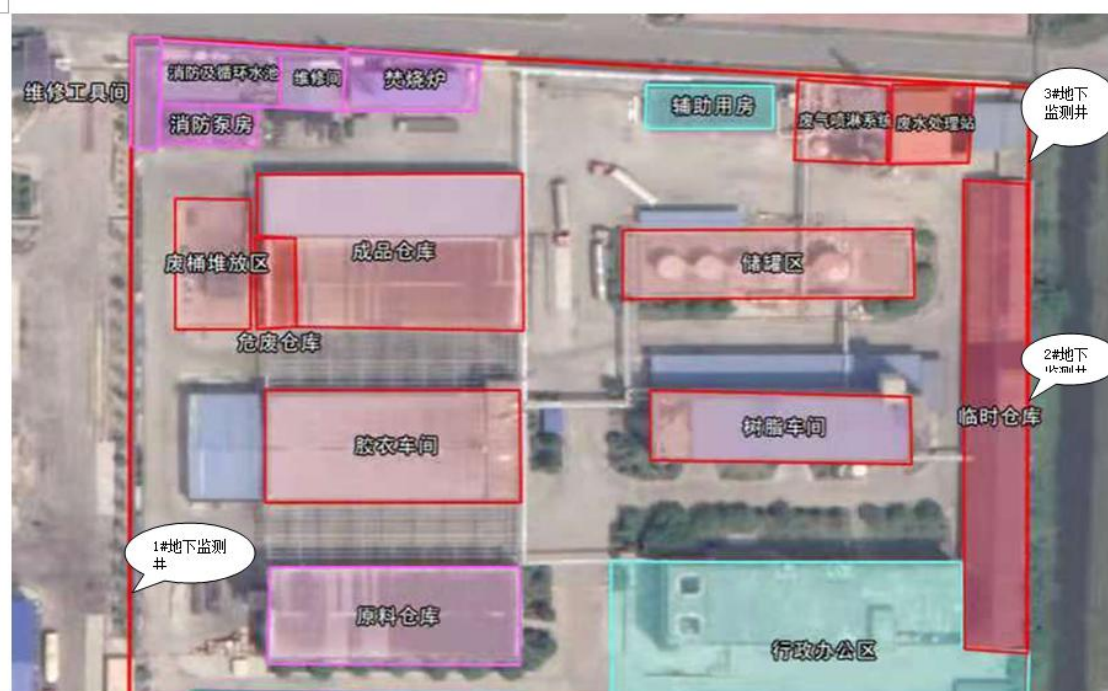 消防及循环水池
维修间
焚烧炉
维修工具间
消防泵房
辅助用房
废气喷淋系统
废水处理站
3#地下
监测井
废桶堆放区
成品仓库
储罐区
危废仓库
2#地下
监测井
临时仓库
胶衣车间
树脂车间
1#地下监测
井
原料仓库
行政办公区